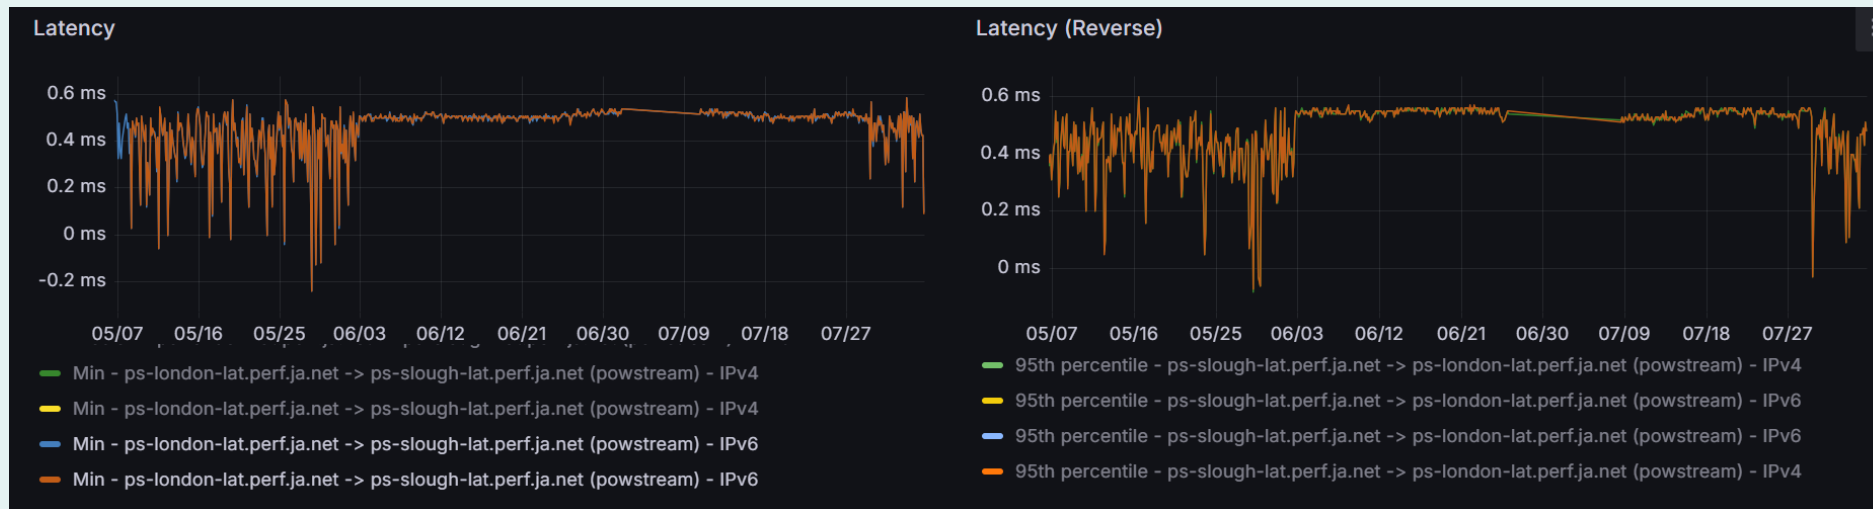 Latency
0.6 ms
0.4 ms
0.2 ms
0 ms
-0.2 ms
05/07 05/16 05/25 06/03 06/12 06/21 06/30 07/09 07/18 07/27
Min - ps-london-lat.perf.ja.net -> ps-slough-lat.perf.ja.net (powstream) - IPv4
Min - ps-london-lat.perf.ja.net -> ps-slough-lat.perf.ja.net (powstream) - IPv4
Min - ps-london-lat.perf.ja.net -> ps-slough-lat.perf.ja.net (powstream) - IPv6
Min - ps-london-lat.perf.ja.net -> ps-slough-lat.perf.ja.net (powstream) - IPv6
Latency (Reverse)
0.6 ms
0.4 ms
0.2 ms
0 ms
05/07 05/16 05/25 06/03 06/12 06/21 06/30 07/09 07/18 07/27
95th percentile - ps-slough-lat.perf.ja.net -> ps-london-lat.perf.ja.net (powstream) - IPv4
95th percentile - ps-slough-lat.perf.ja.net -> ps-london-lat.perf.ja.net (powstream) - IPv6
95th percentile - ps-slough-lat.perf.ja.net -> ps-london-lat.perf.ja.net (powstream) - IPv6
95th percentile - ps-slough-lat.perf.ja.net -> ps-london-lat.perf.ja.net (powstream) - IPv4